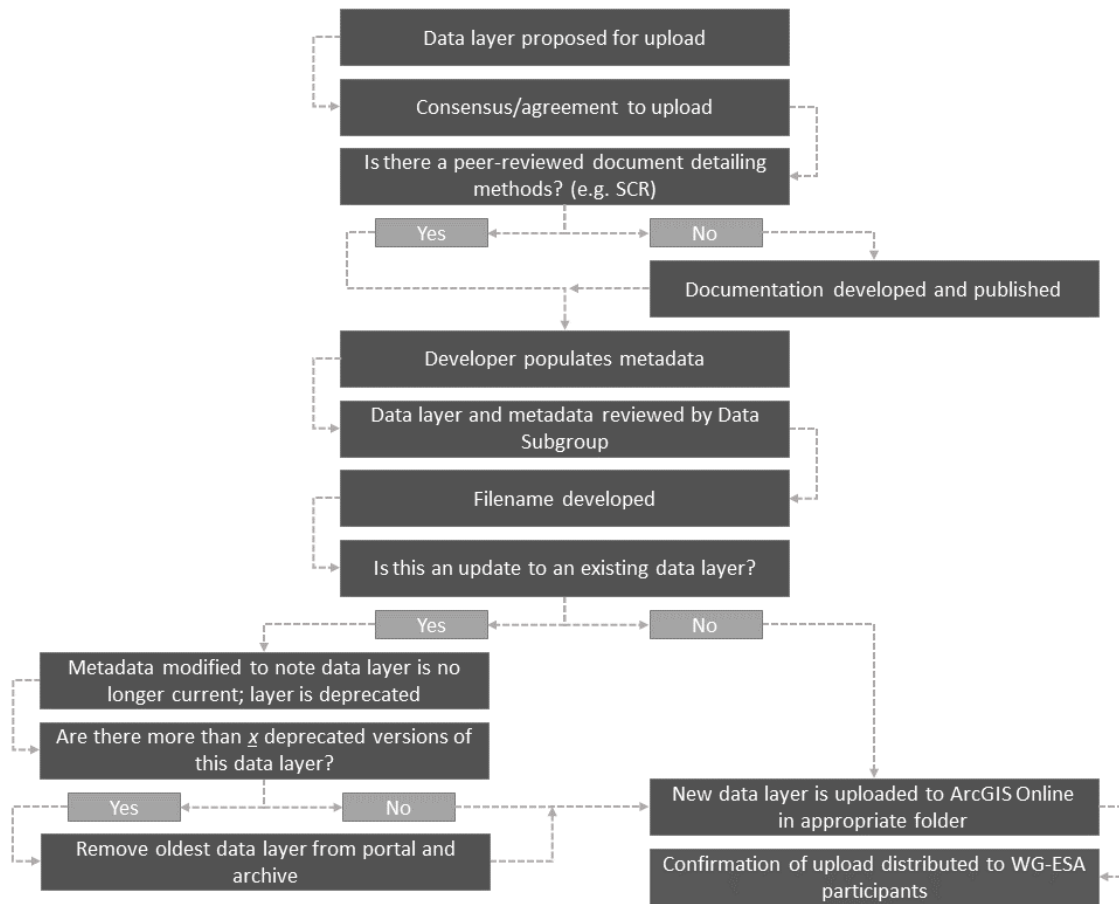 Data layer proposed for upload
Consensus/agreement to upload
Is there a peer-reviewed document detailing
methods? (e.g. SCR)
Yes
No
Documentation developed and published
Developer populates metadata
Data layer and metadata reviewed by Data
Subgroup
Filename developed
Is this an update to an existing data layer?
Yes
No
Metadata modified to note data layer is no
longer current; layer is deprecated
Are there more than x deprecated versions of
this data layer?
Yes
No
Remove oldest data layer from portal and
archive
New data layer is uploaded to ArcGIS Online
in appropriate folder
Confirmation of upload distributed to WG-ESA
participants